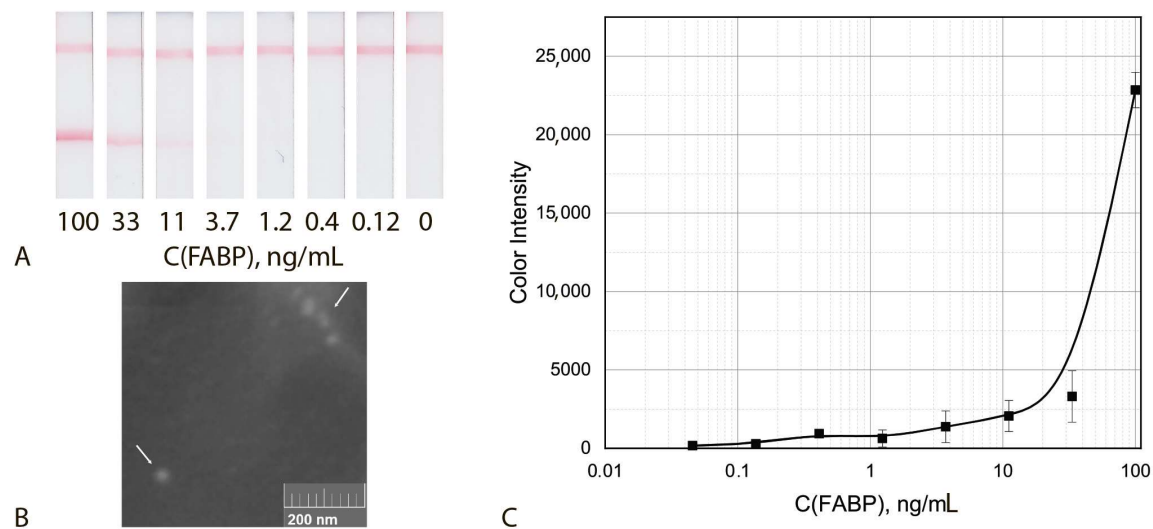 100 33 11 3.7 1.2 0.4 0.12 0
A C(FABP), ng/mL
200 nm
B
25,000
20,000
15,000
10,000
5000
0
Color Intensity
0.01 0.1 1 10 100
C(FABP), ng/mL
C